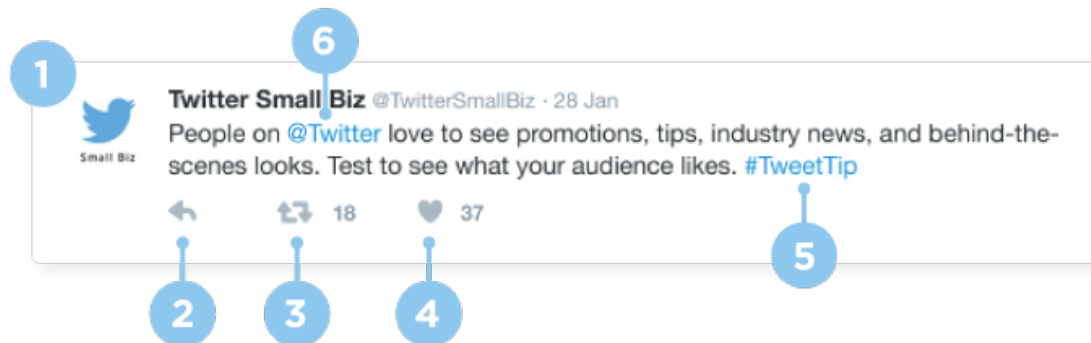 6
1
Twitter Small Biz @TwitterSmallBiz · 28 Jan
People on @Twitter love to see promotions, tips, industry news, and behind-the-
Small Biz
scenes looks. Test to see what your audience likes. #TweetTip
18 37
5
2 3 4